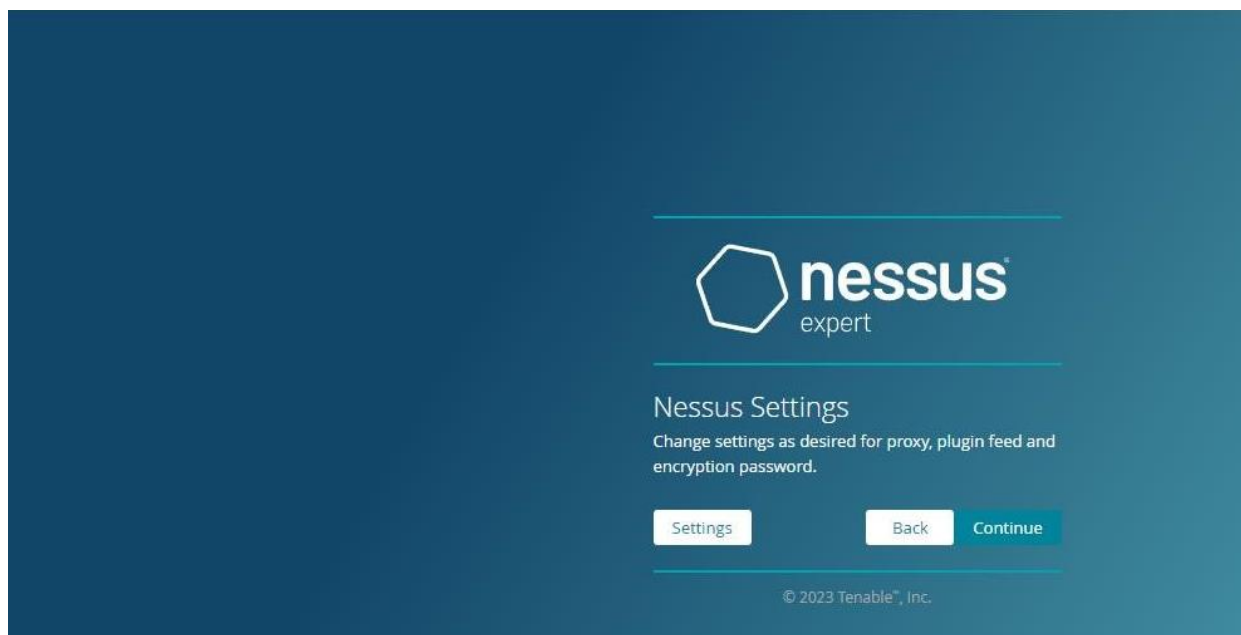 nessus®
expert
Nessus Settings
Change settings as desired for proxy, plugin feed and
encryption password.
Settings
Back
Continue
© 2023 Tenable™, Inc.